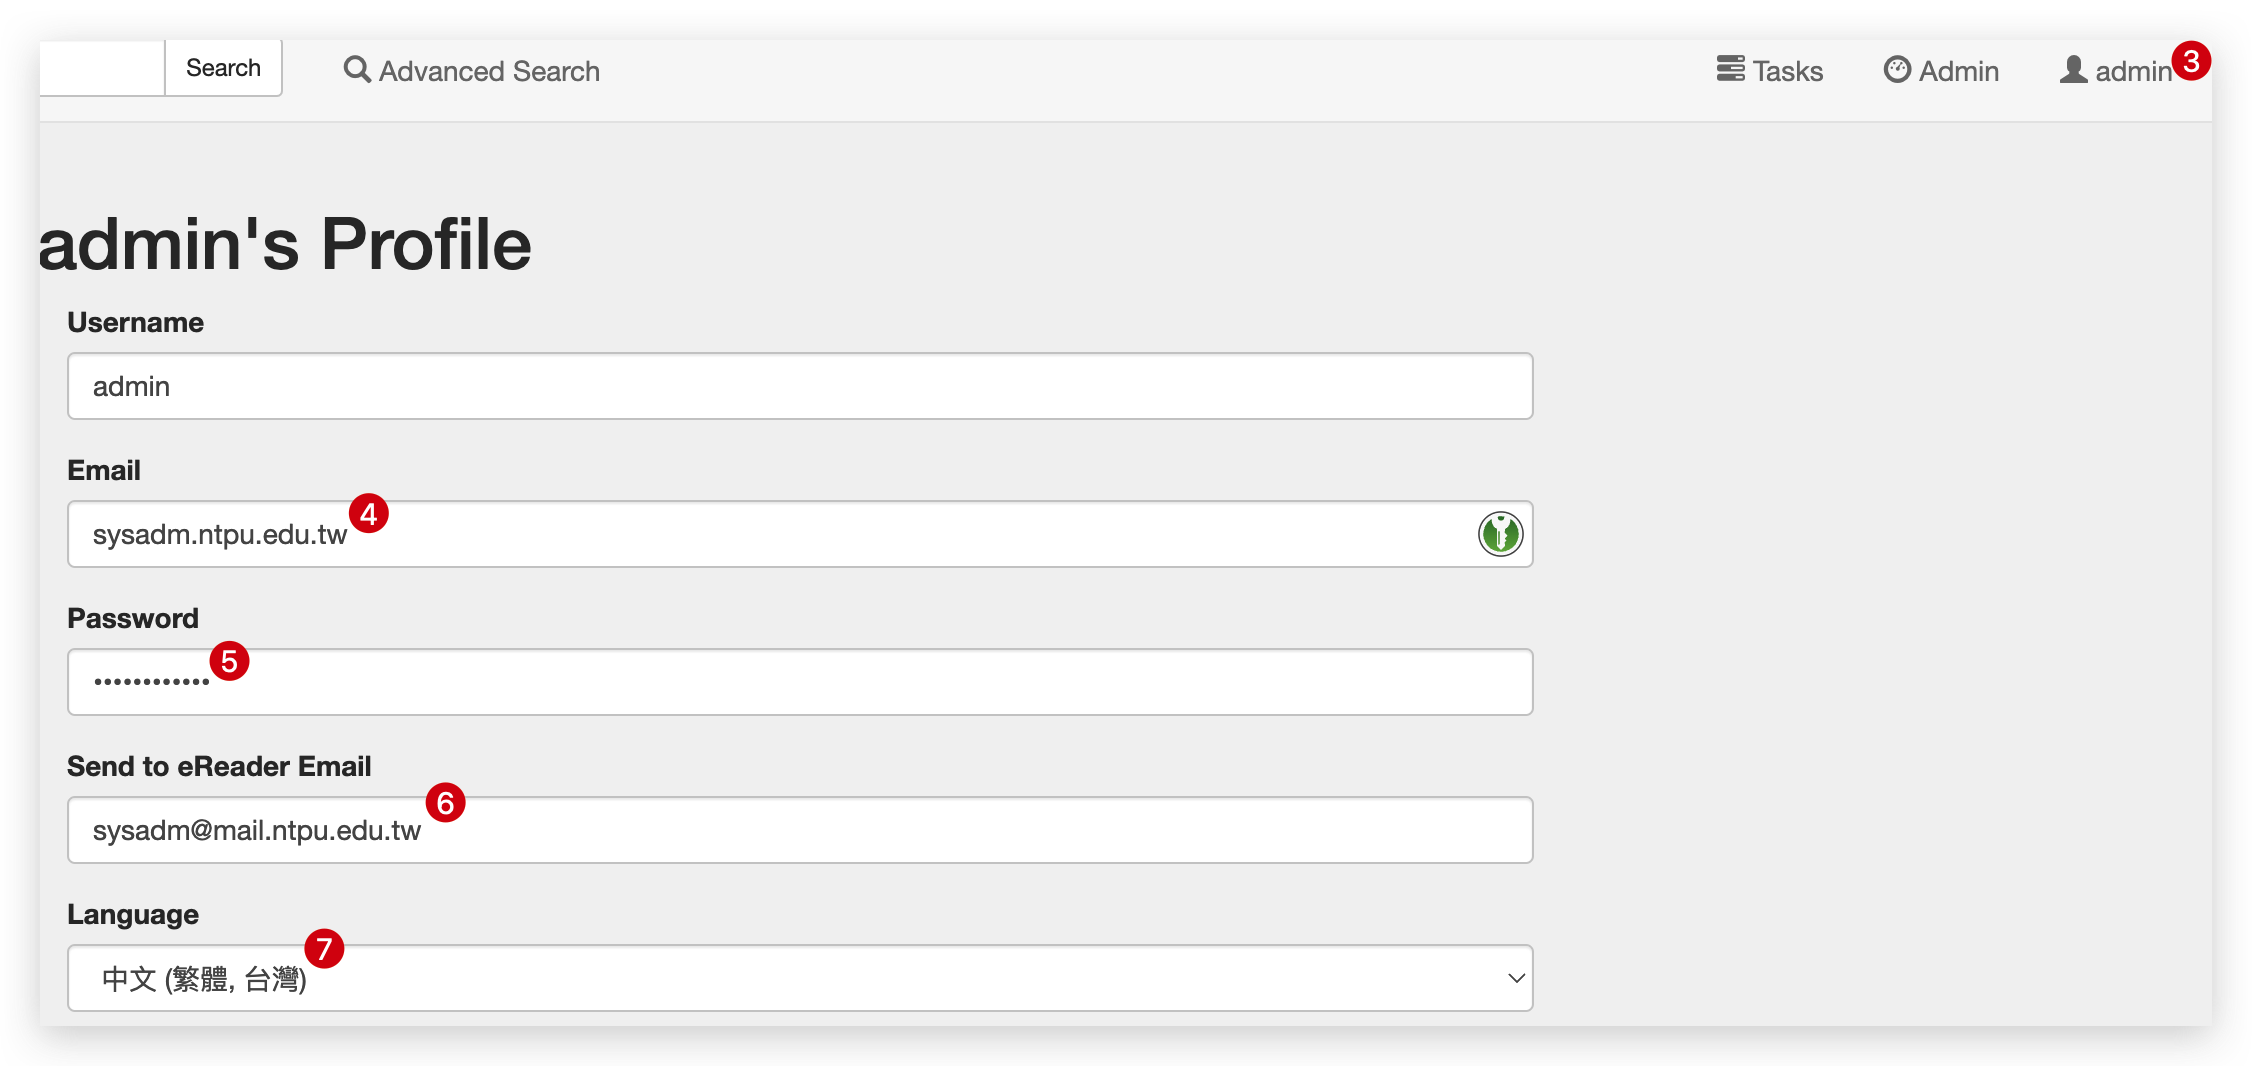 Search Advanced Search Tasks Admin admin 3
admin's Profile
Username
admin
Email
sysadm.ntpu.edu.tw 4
Password
•••••••••••• 5
Send to eReader Email
sysadm@mail.ntpu.edu.tw 6
Language
中文 (繁體, 台灣) 7